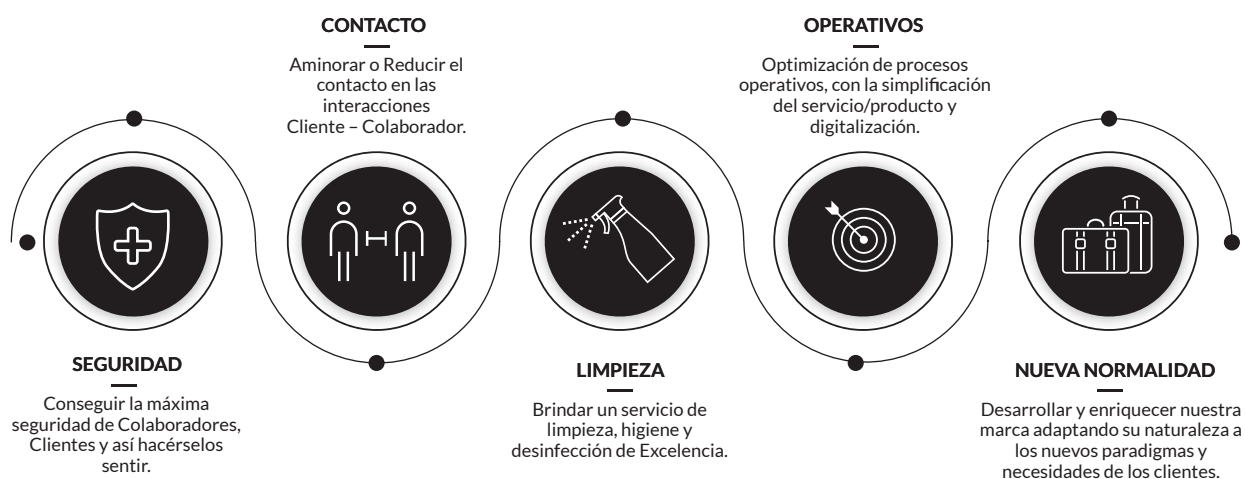 SEGURIDAD
Conseguir la máxima
seguridad de Colaboradores,
Clientes y así hacérselos
sentir.
CONTACTO
Aminorar o Reducir el
contacto en las
interacciones
Cliente – Colaborador.
LIMPIEZA
Brindar un servicio de
limpieza, higiene y
desinfección de Excelencia.
OPERATIVOS
Optimización de procesos
operativos, con la simplificación
del servicio/producto y
digitalización.
NUEVA NORMALIDAD
Desarrollar y enriquecer nuestra
marca adaptando su naturaleza a
los nuevos paradigmas y
necesidades de los clientes.